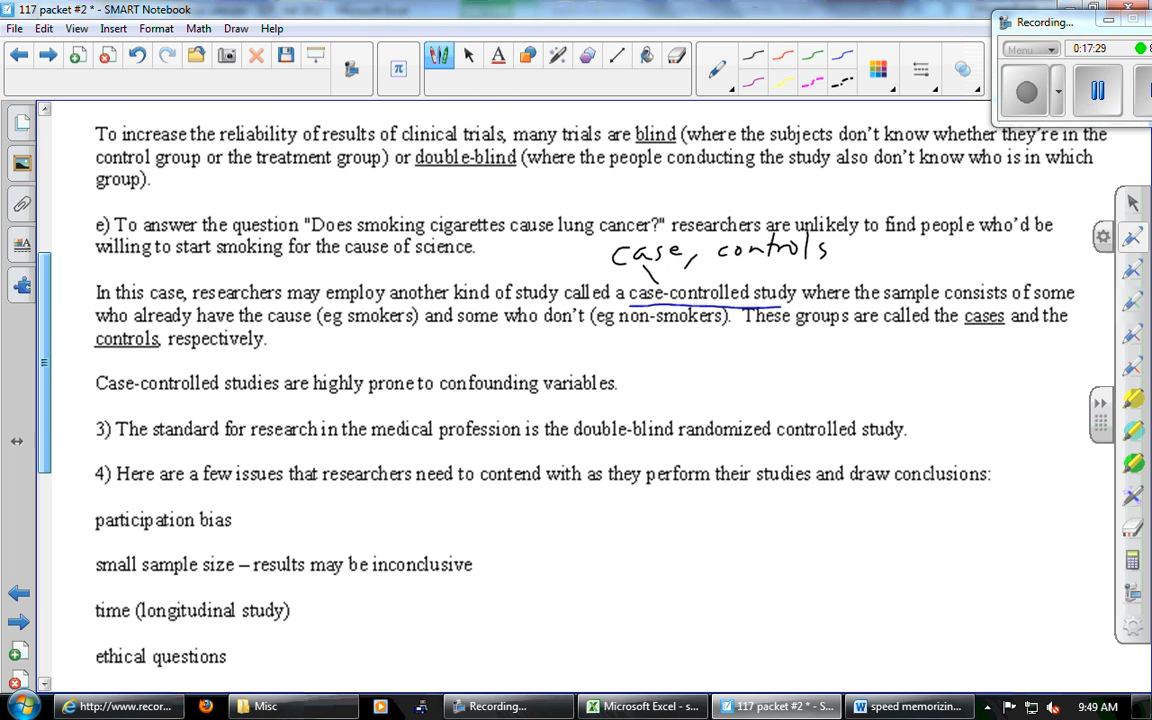 117 packet #2 * - SMART Notebook
Recording...
File Edit View Insert Format Math Draw Help
Menu
0:17:29
To increase the reliability of results of clinical trials, many trials are blind (where the subjects don't know whether they're in the
control group or the treatment group) or double-blind (where the people conducting the study also don't know who is in which
group).
e) To answer the question "Does smoking cigarettes cause lung cancer?" researchers are unlikely to find people who'd be
willing to start smoking for the cause of science.
case, controls
In this case, researchers may employ another kind of study called a case-controlled study where the sample consists of some
who already have the cause (eg smokers) and some who don't (eg non-smokers). These groups are called the cases and the
controls, respectively.
Case-controlled studies are highly prone to confounding variables.
3) The standard for research in the medical profession is the double-blind randomized controlled study.
4) Here are a few issues that researchers need to contend with as they perform their studies and draw conclusions:
participation bias
small sample size – results may be inconclusive
time (longitudinal study)
ethical questions
http://www.recor... Misc Recording... Microsoft Excel - s... 117 packet #2 * - S... speed memorizin... 9:49 AM